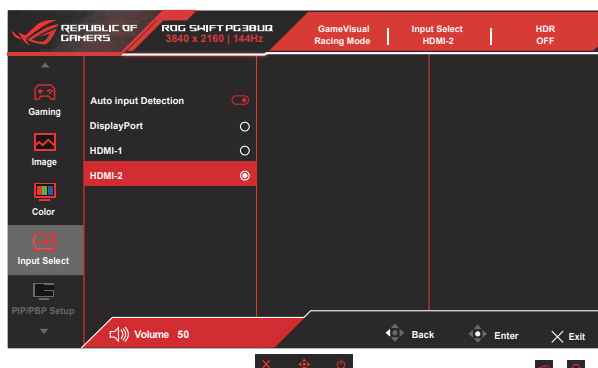 REPUBLIC OF
GAMERS
ROG SWIFT PG38UQ
3840 x 2160 | 144Hz
GameVisual
Racing Mode
Input Select
HDMI-2
HDR
OFF
Gaming
Image
Color
Input Select
PIP/PBP Setup
Auto input Detection
DisplayPort
HDMI-1
HDMI-2
Volume 50
Back
Enter
Exit